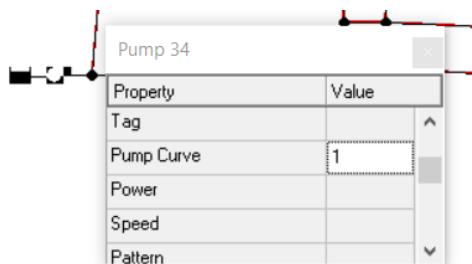 Pump 34
Property Value
Tag
Pump Curve 1
Power
Speed
Pattern